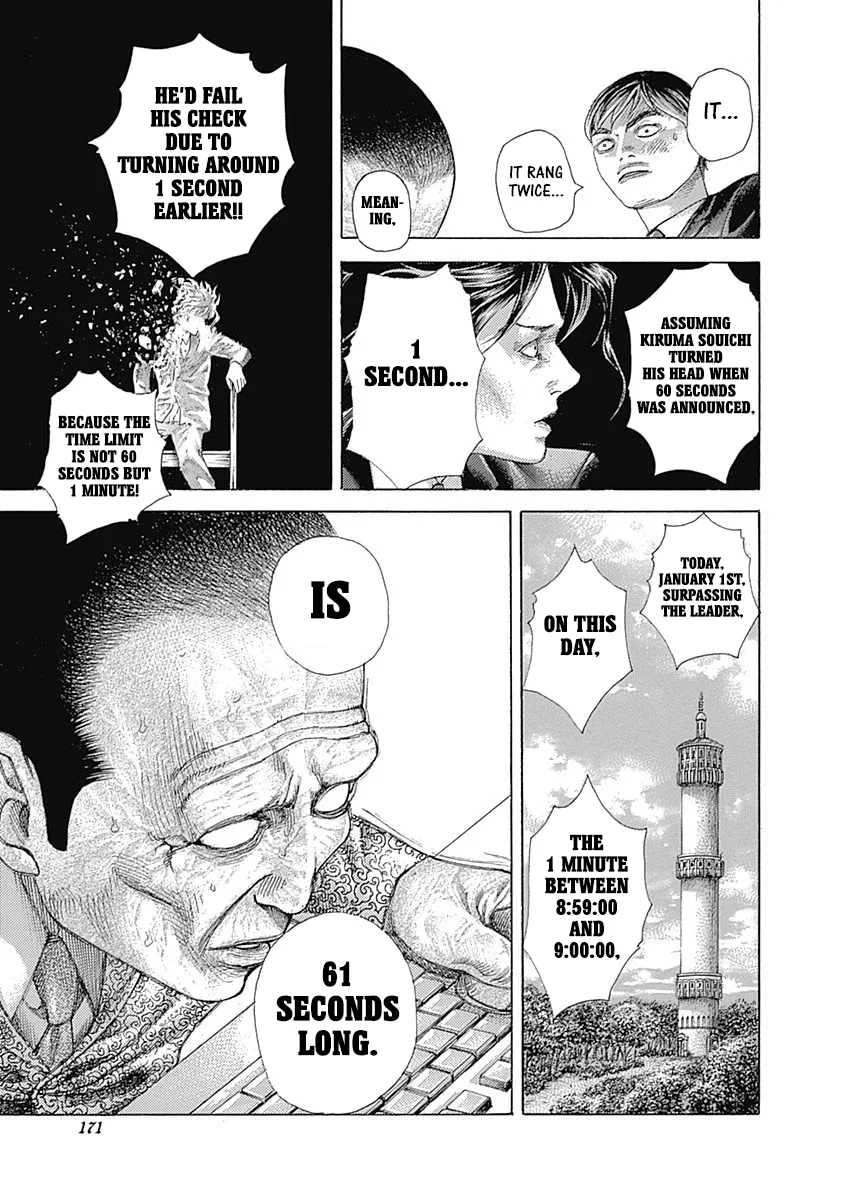 IT...
IT RANG
TWICE...
MEAN-
ING,
ASSUMING
KIRUMA SOUICHI
TURNED
HIS HEAD WHEN
60 SECONDS
WAS ANNOUNCED,
1
SECOND...
HE'D FAIL
HIS CHECK
DUE TO
TURNING AROUND
1 SECOND
EARLIER!!
BECAUSE THE
TIME LIMIT
IS NOT 60
SECONDS BUT
1 MINUTE!
TODAY,
JANUARY 1ST,
SURPASSING
THE LEADER,
ON THIS
DAY,
THE
1 MINUTE
BETWEEN
8:59:00
AND
9:00:00,
IS
61
SECONDS
LONG.
171